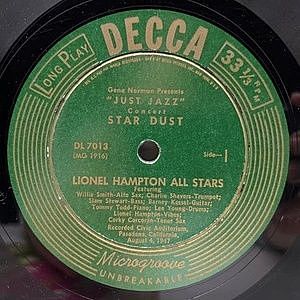 DECCA
LONG PLAY
33 1/3 RPM
Gene Norman Presents
"JUST JAZZ"
Concert
STAR DUST
DL 7013
(MG 1916)
Side-
LIONEL HAMPTON ALL STARS
Featuring
Willie Smith-Alto Sax; Charlie Shavers-Trumpet;
Slam Stewart-Bass; Barney Kessel-Guitar;
Tommy Todd-Piano; Lee Young-Drums;
Lionel Hampton-Vibes;
Corky Corcoran-Tenor Sax
Recorded Civic Auditorium,
Pasadena, California,
August 4, 1947
Microgroove
UNBREAKABLE